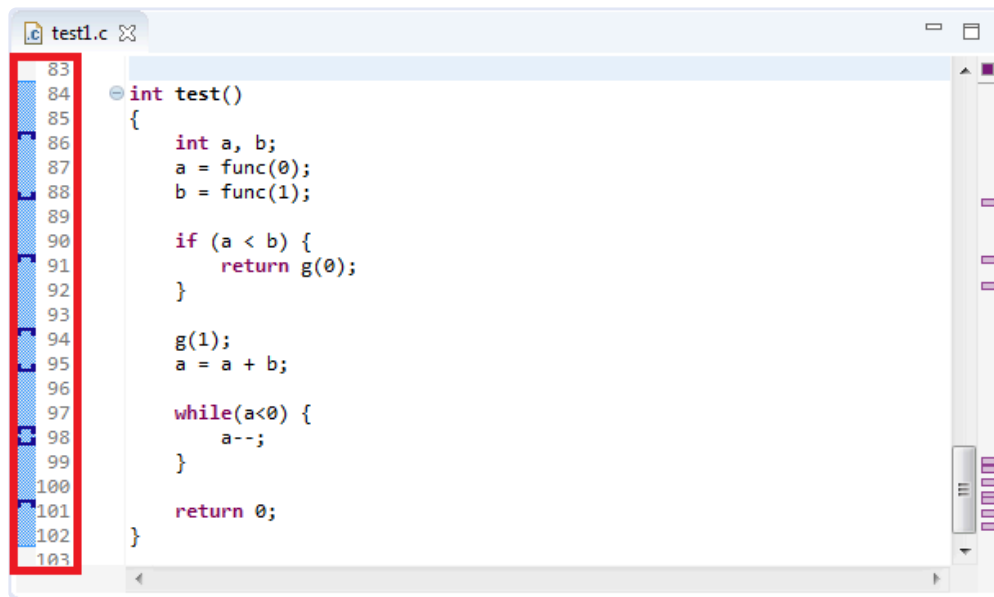 .c test1.c
83
84 int test()
85 {
86 int a, b;
87 a = func(0);
88 b = func(1);
89
90 if (a < b) {
91 return g(0);
92 }
93
94 g(1);
95 a = a + b;
96
97 while(a<0) {
98 a--;
99 }
100
101 return 0;
102 }
103